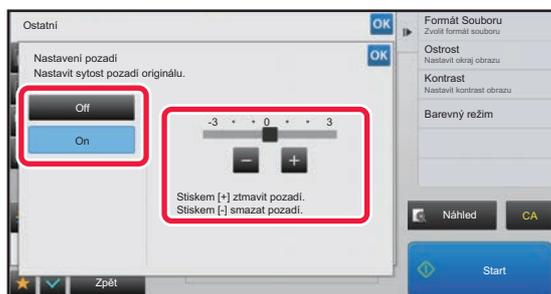 Ostatní
OK
Nastavení pozadí
OK
Nastavit sytost pozadí originálu.
Off
On
-3 • • 0 • • 3
− +
Stiskem [+] ztmavit pozadí.
Stiskem [-] smazat pozadí.
Zpět
Formát Souboru
Zvolit formát souboru
Ostrost
Nastavit okraj obrazu
Kontrast
Nastavit kontrast obrazu
Barevný režim
Náhled
CA
Start